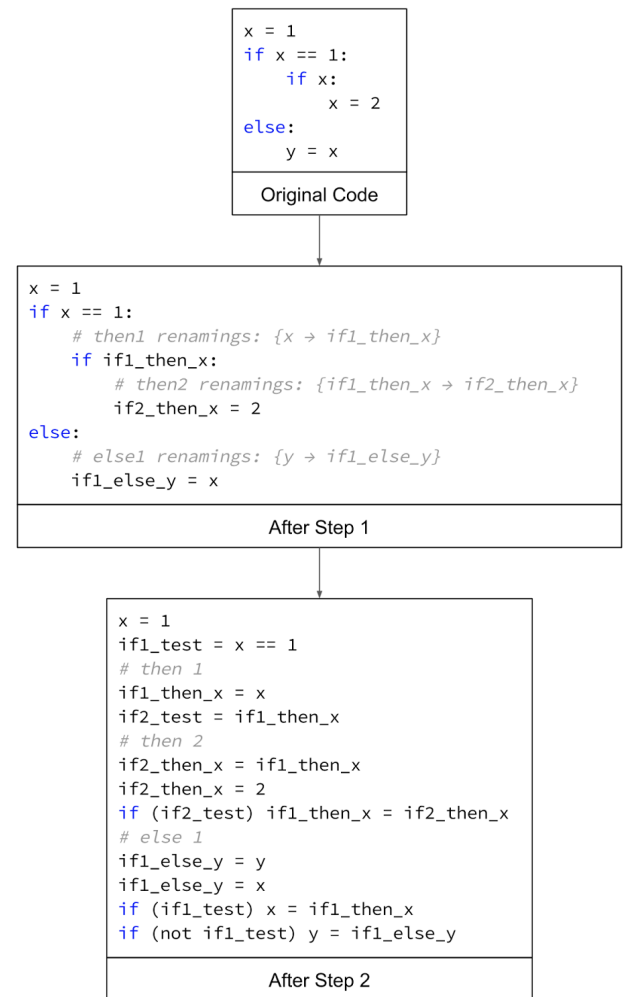 x = 1
if x == 1:
    if x:
        x = 2
else:
    y = x
Original Code
x = 1
if x == 1:
    # then1 renamings: {x → if1_then_x}
    if if1_then_x:
        # then2 renamings: {if1_then_x → if2_then_x}
        if2_then_x = 2
else:
    # else1 renamings: {y → if1_else_y}
    if1_else_y = x
After Step 1
x = 1
if1_test = x == 1
# then 1
if1_then_x = x
if2_test = if1_then_x
# then 2
if2_then_x = if1_then_x
if2_then_x = 2
if (if2_test) if1_then_x = if2_then_x
# else 1
if1_else_y = y
if1_else_y = x
if (if1_test) x = if1_then_x
if (not if1_test) y = if1_else_y
After Step 2